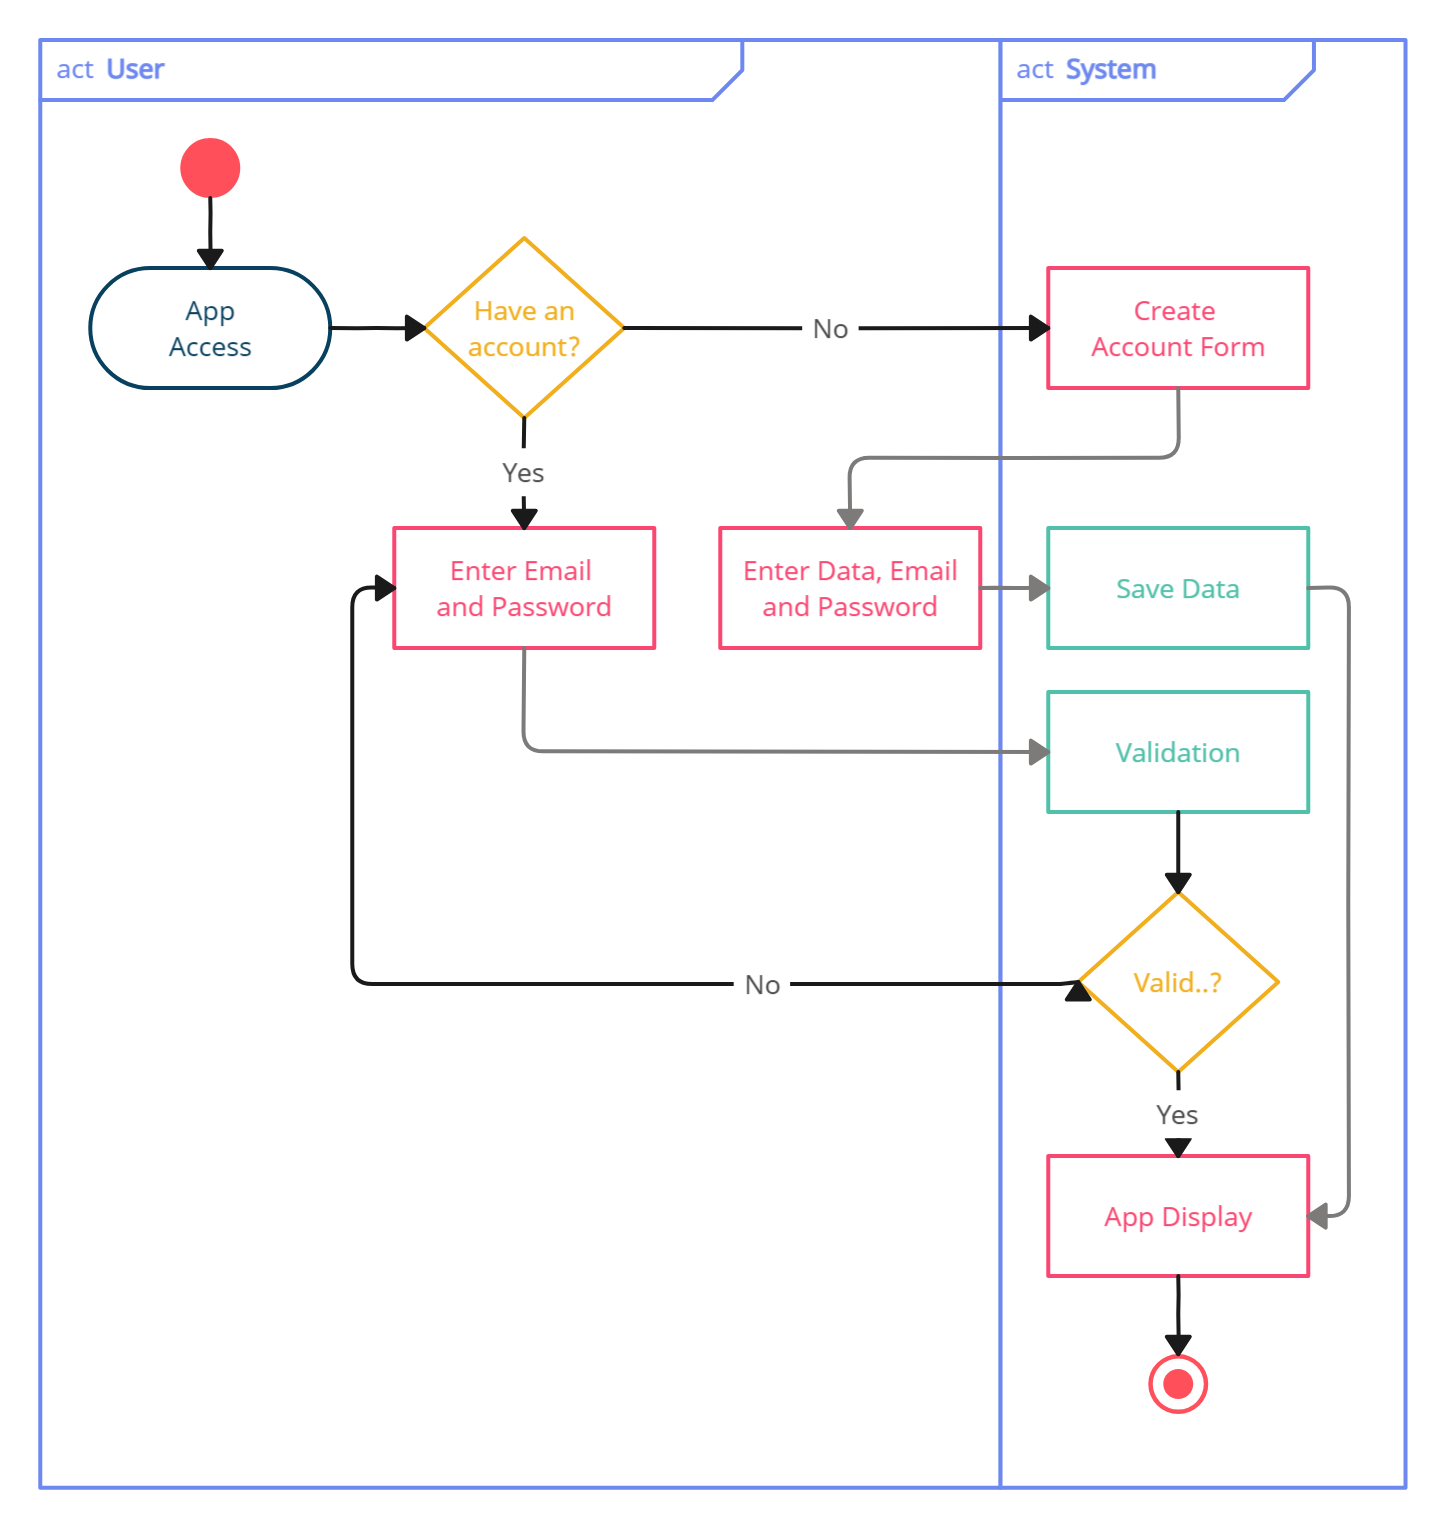 act User
act System
App
Access
Have an
account?
No
Create
Account Form
Yes
Enter Email
and Password
Enter Data, Email
and Password
Save Data
Validation
No
Valid..?
Yes
App Display